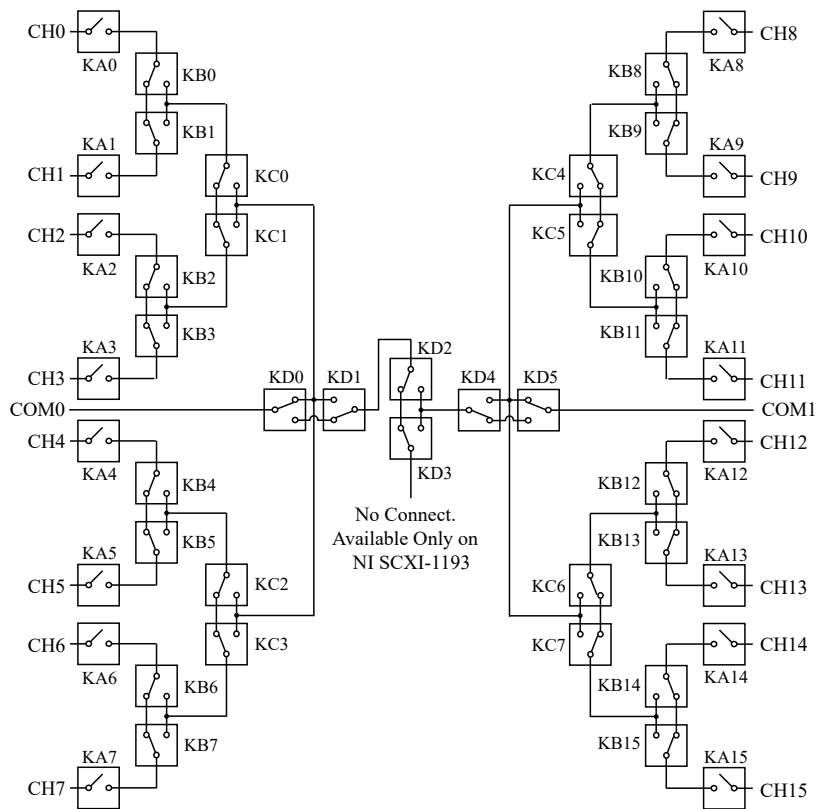 CH0
KA0
KB0
KB1
KA1
CH1
KC0
KC1
CH2
KA2
KB2
KB3
KA3
CH3
COM0
KD0
KD1
KD2
KD3
KD4
KD5
COM1
CH4
KA4
KB4
KB5
KA5
CH5
KC2
KC3
CH6
KA6
KB6
KB7
KA7
CH7
No Connect.
Available Only on
NI SCXI-1193
CH8
KA8
KB8
KB9
KA9
CH9
KC4
KC5
CH10
KA10
KB10
KB11
KA11
CH11
CH12
KA12
KB12
KB13
KA13
CH13
KC6
KC7
CH14
KA14
KB14
KB15
KA15
CH15